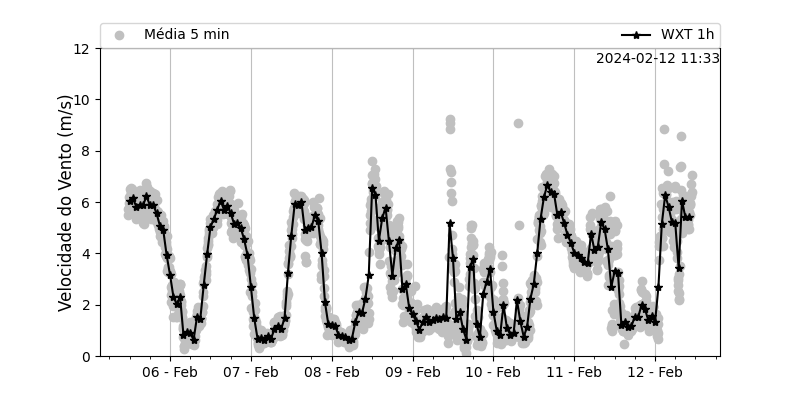 Média 5 min
WXT 1h
2024-02-12 11:33
Velocidade do Vento (m/s)
12
10
8
6
4
2
0
06 - Feb
07 - Feb
08 - Feb
09 - Feb
10 - Feb
11 - Feb
12 - Feb